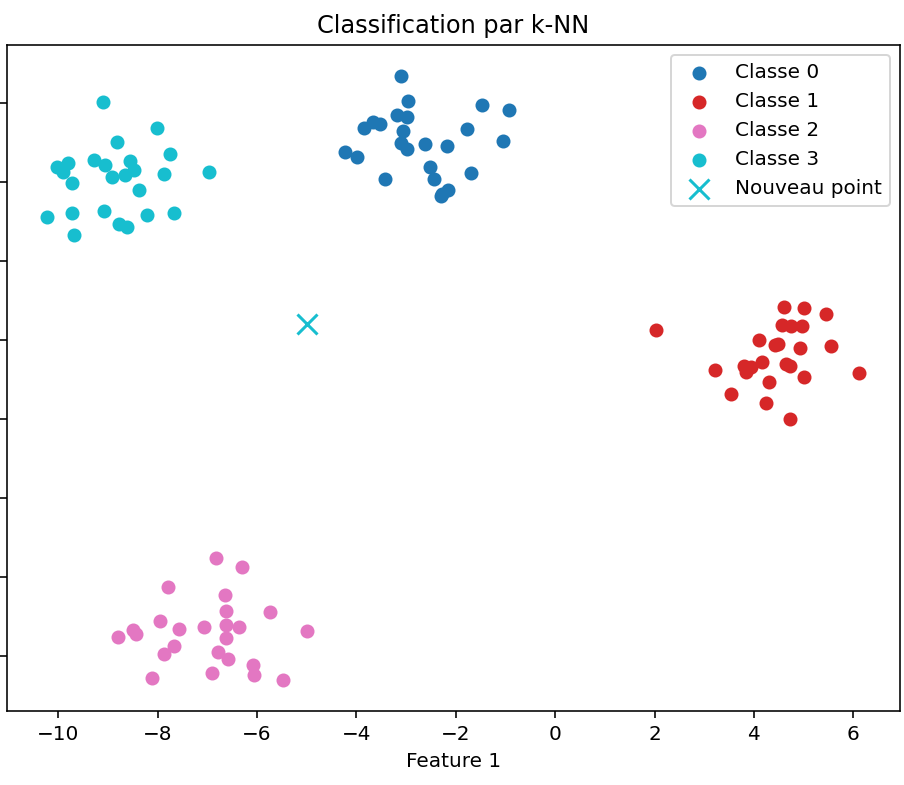 Classification par k-NN
Classe 0
Classe 1
Classe 2
Classe 3
Nouveau point
−10 −8 −6 −4 −2 0 2 4 6
Feature 1